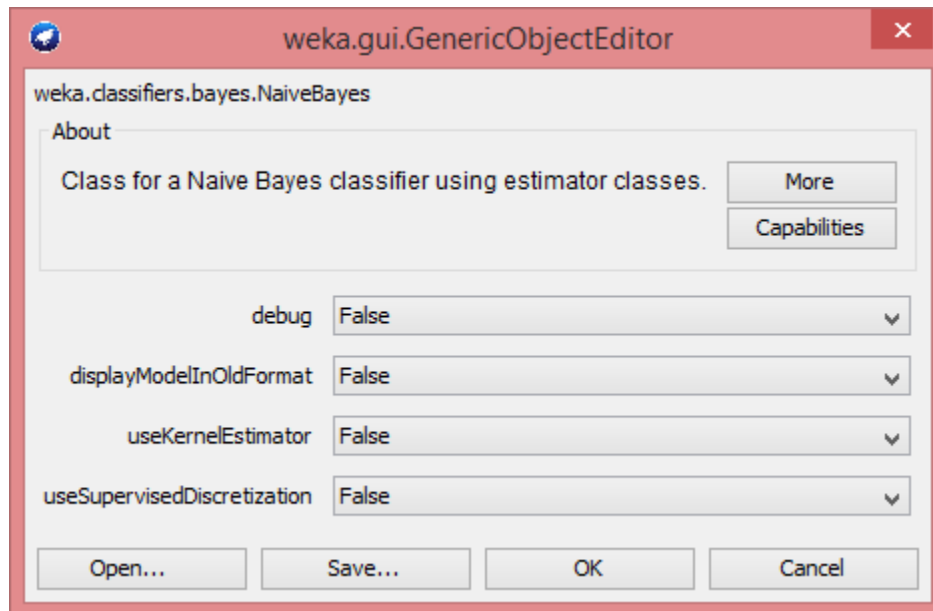 weka.gui.GenericObjectEditor
weka.classifiers.bayes.NaiveBayes
About
Class for a Naive Bayes classifier using estimator classes.
More
Capabilities
debug False
displayModelInOldFormat False
useKernelEstimator False
useSupervisedDiscretization False
Open... Save... OK Cancel